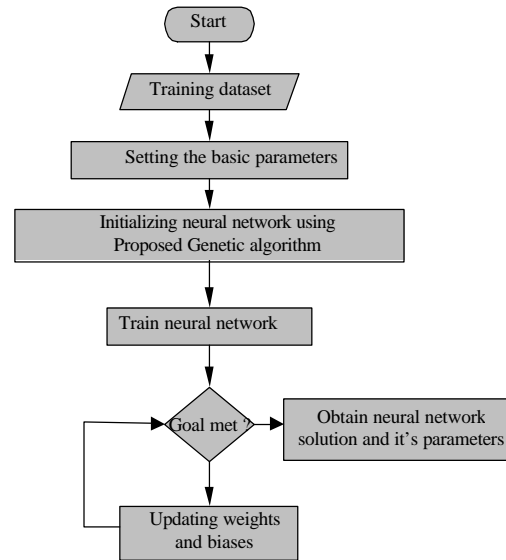 Start
Training dataset
Setting the basic parameters
Initializing neural network using
Proposed Genetic algorithm
Train neural network
Goal met ?
Obtain neural network
solution and it's parameters
Updating weights
and biases